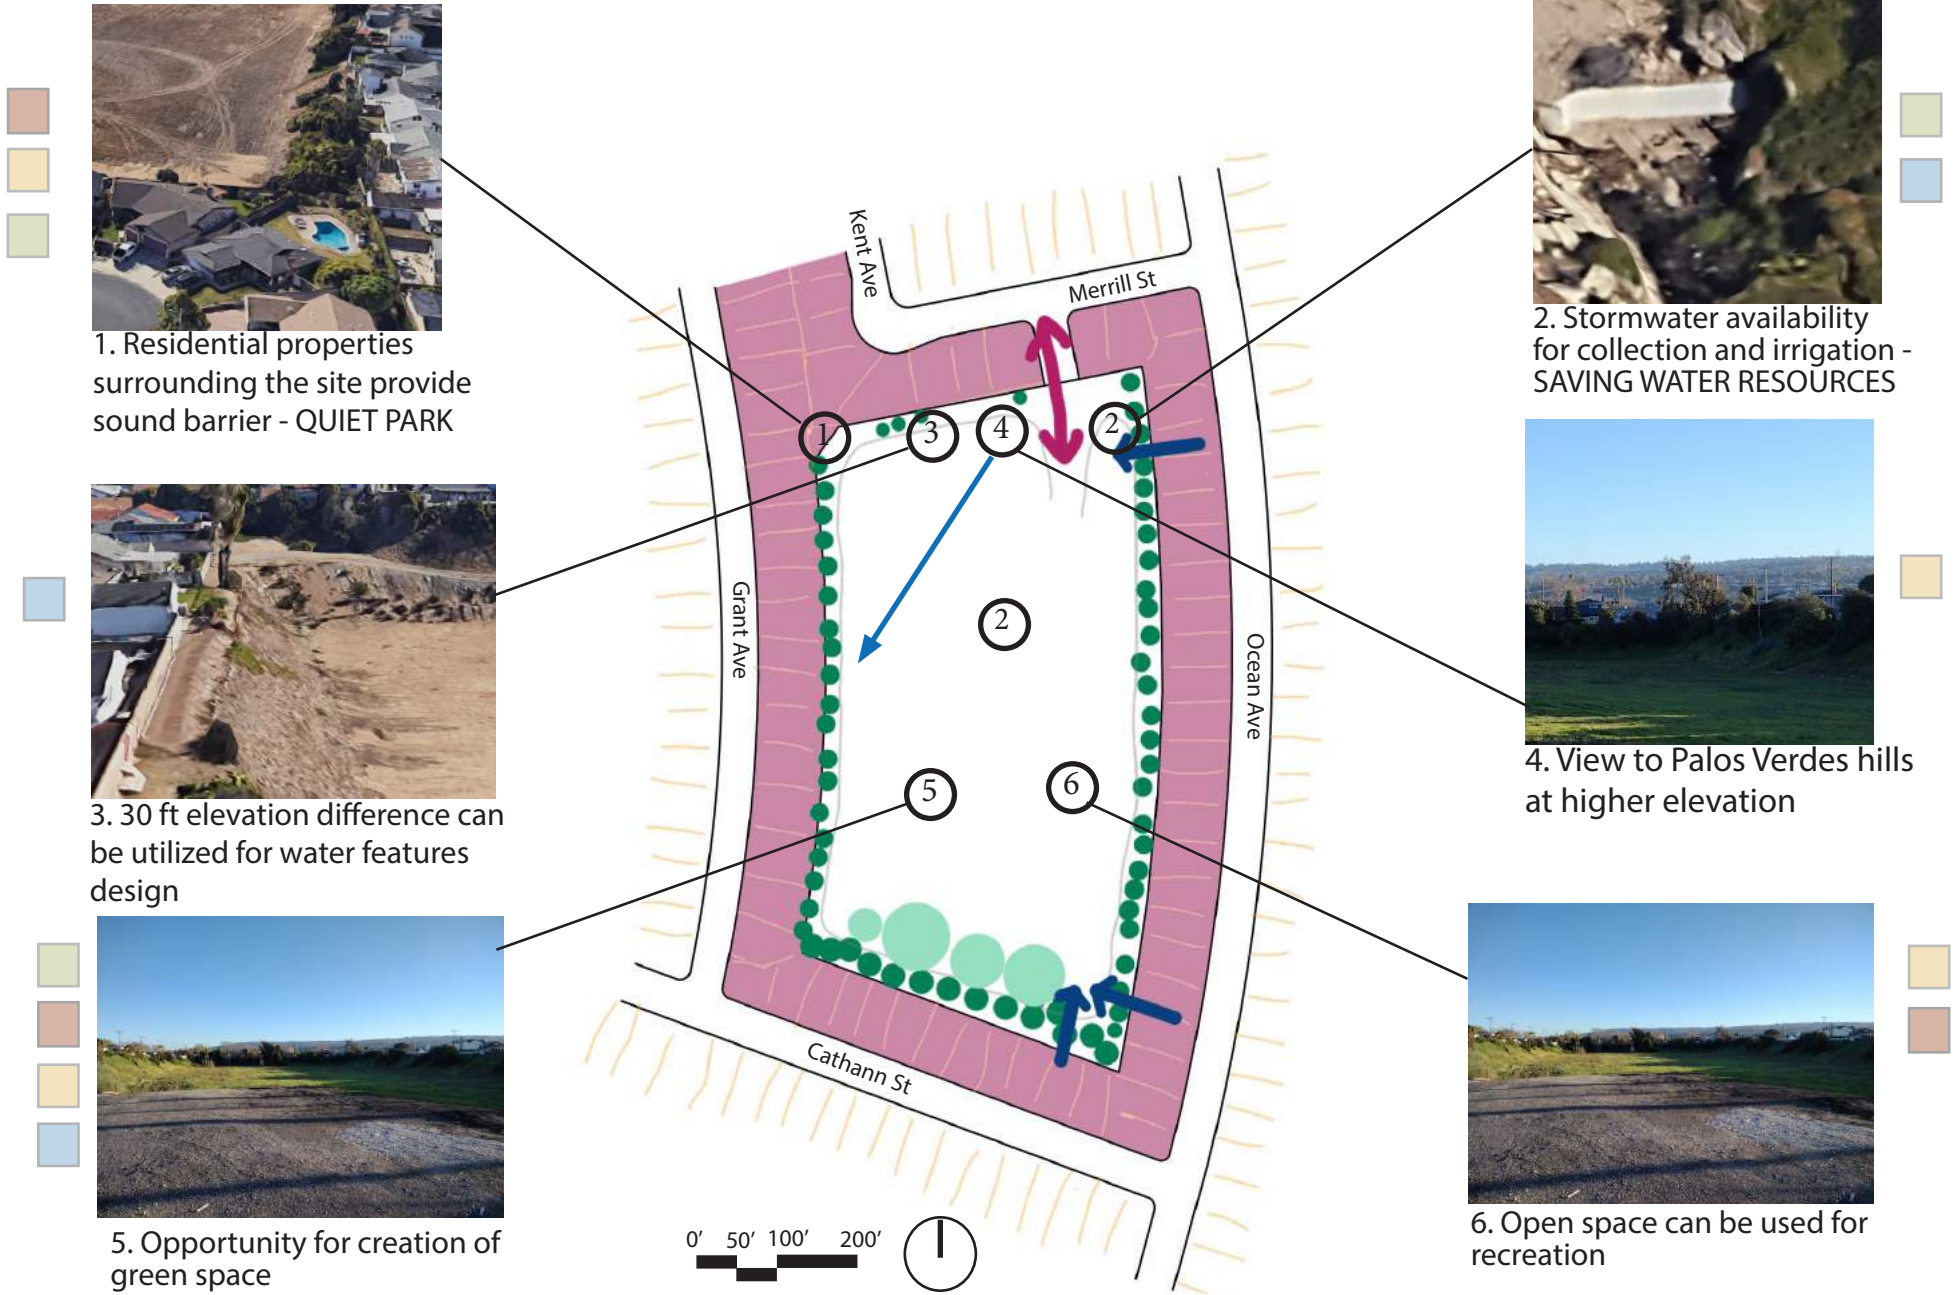 1. Residential properties
surrounding the site provide
sound barrier - QUIET PARK
2. Stormwater availability
for collection and irrigation -
SAVING WATER RESOURCES
3. 30 ft elevation difference can
be utilized for water features
design
4. View to Palos Verdes hills
at higher elevation
5. Opportunity for creation of
green space
6. Open space can be used for
recreation
Kent Ave
Merrill St
Grant Ave
Ocean Ave
Cathann St
1
3
4
2
2
5
6
0' 50' 100' 200'